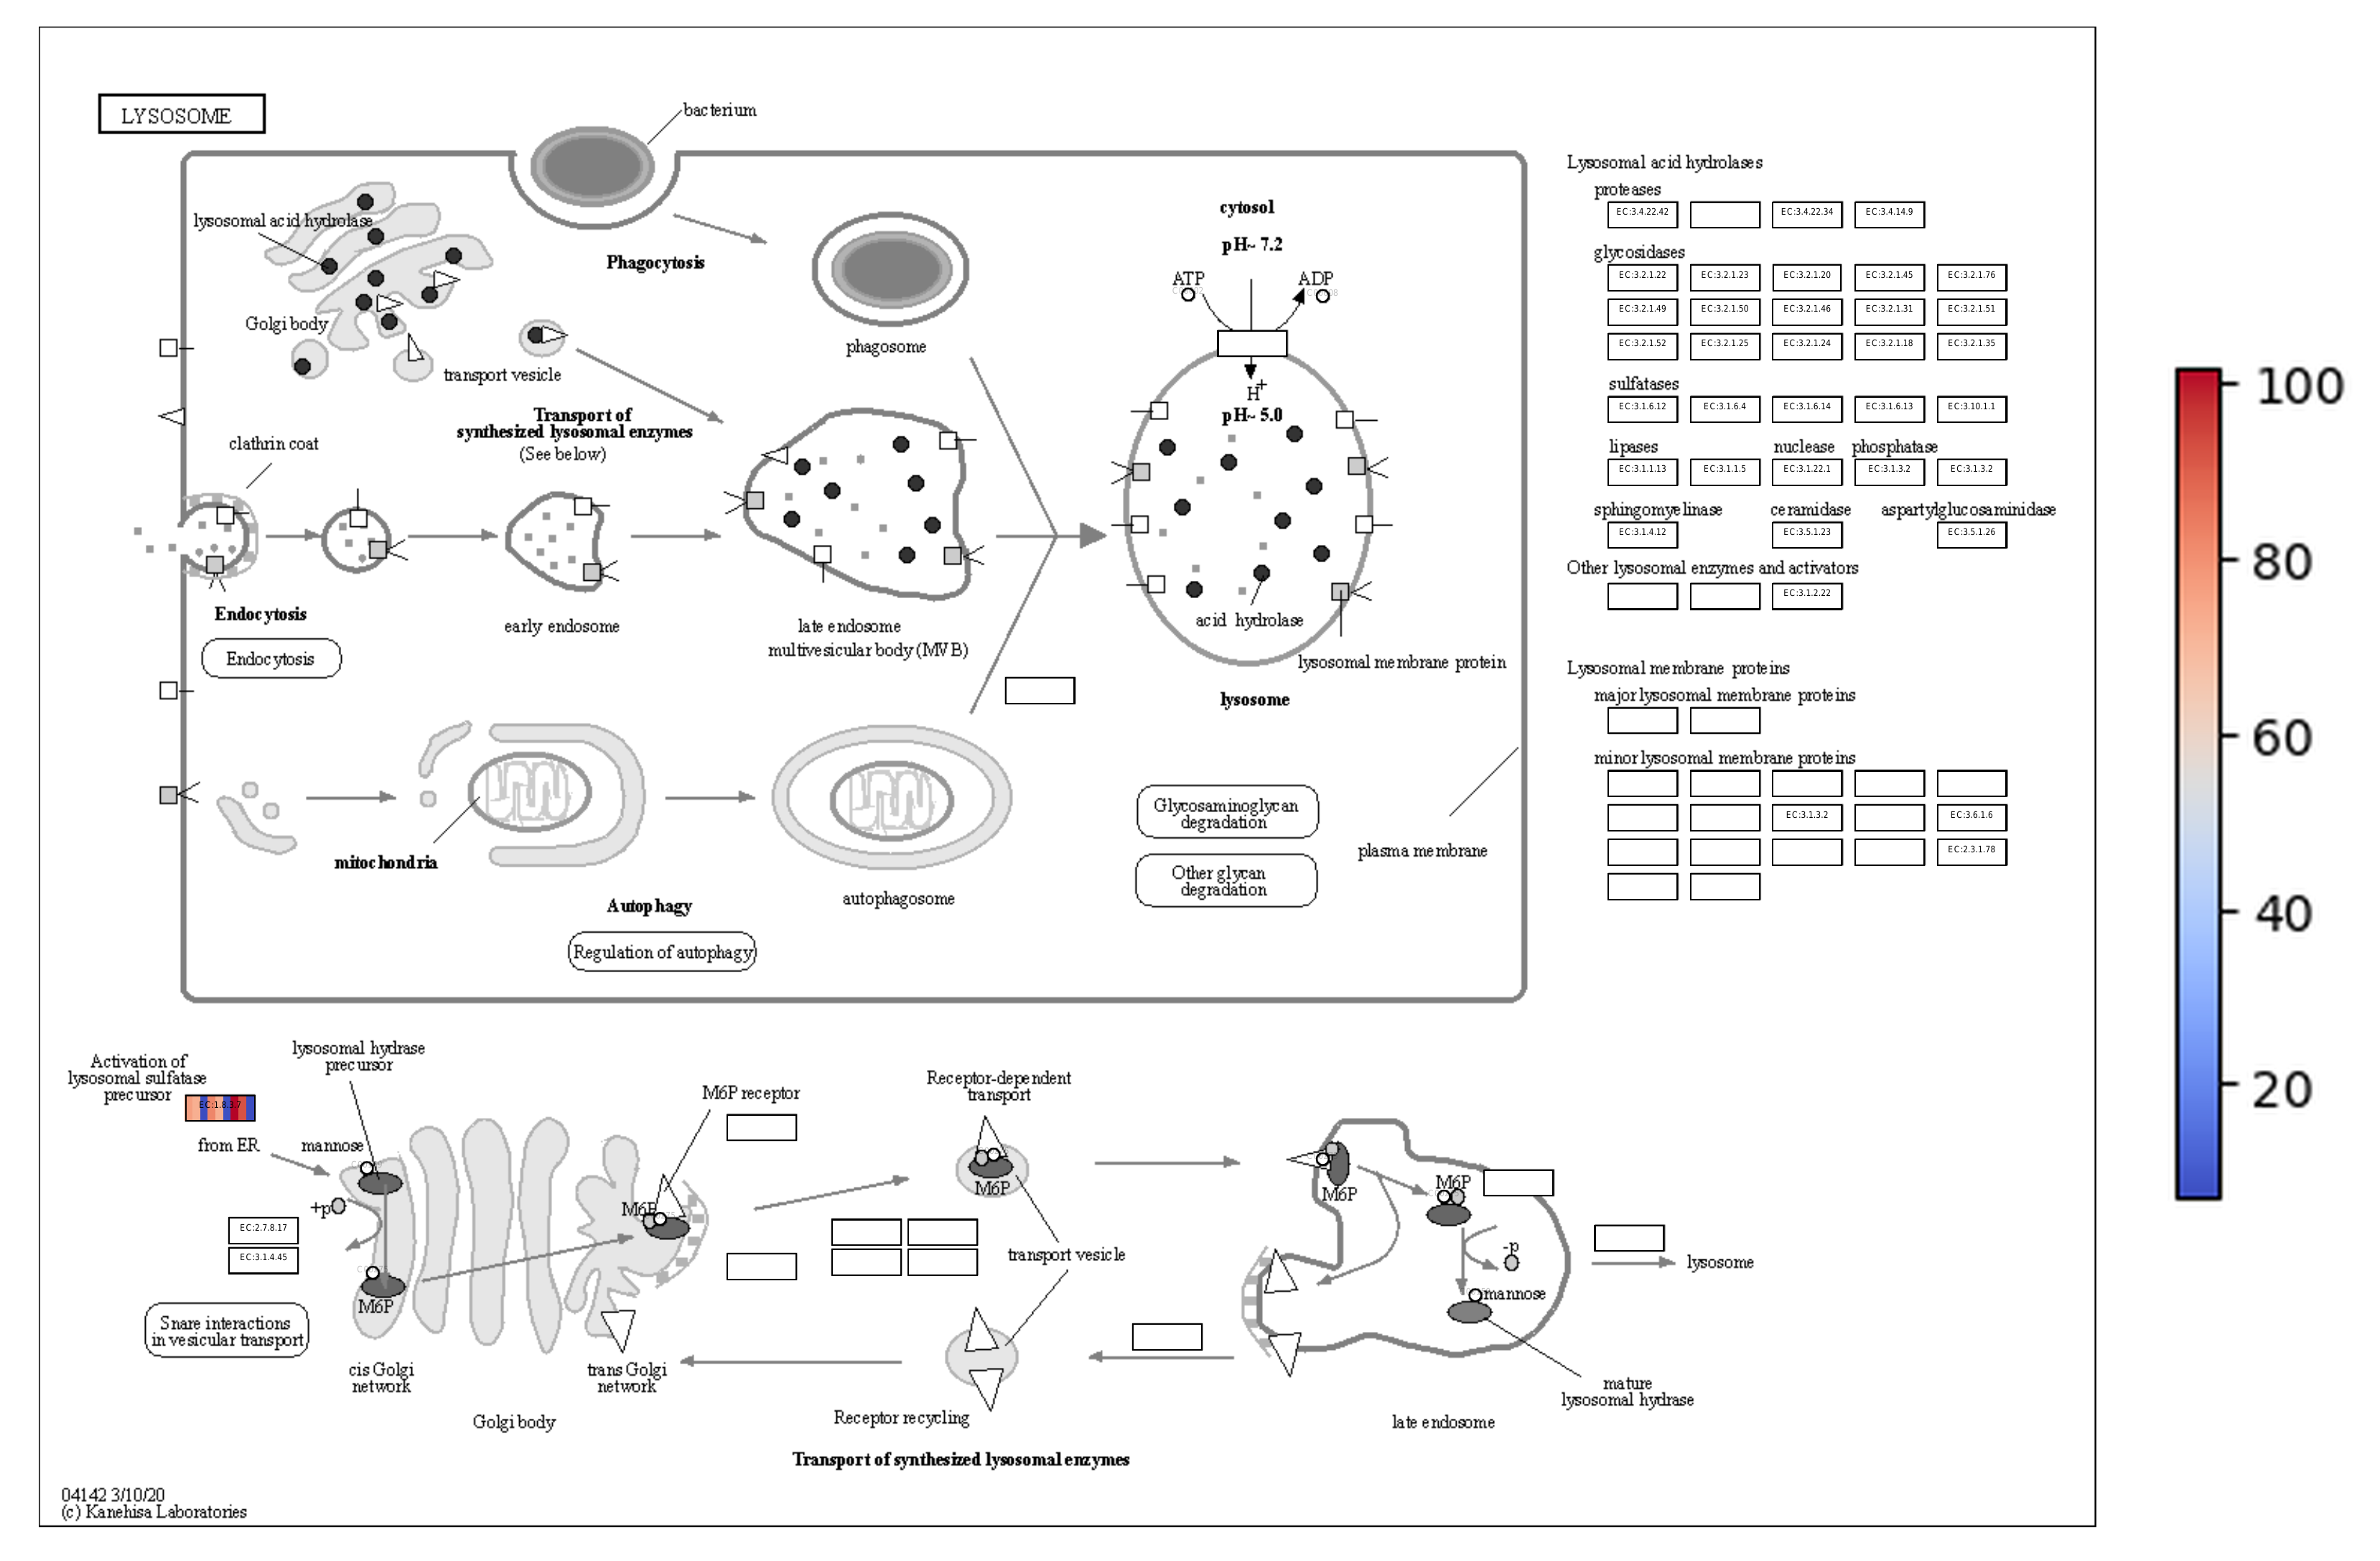 LYSOSOME
bacterium
lysosomal acid hydrolase
Phagocytosis
Golgi body
transport vesicle
phagosome
Transport of
synthesized lysosomal enzymes
(See below)
clathrin coat
Endocytosis
Endocytosis
early endosome
late endosome
multivesicular body (MVB)
cytosol
pH~ 7.2
ATP
ADP
H+
pH~ 5.0
acid hydrolase
lysosomal membrane protein
lysosome
mitochondria
Autophagy
Regulation of autophagy
autophagosome
Glycosaminoglycan
degradation
Other glycan
degradation
plasma membrane
Lysosomal acid hydrolases
proteases
EC:3.4.22.42
EC:3.4.22.34
EC:3.4.14.9
glycosidases
EC:3.2.1.22 EC:3.2.1.23 EC:3.2.1.20 EC:3.2.1.45 EC:3.2.1.76
EC:3.2.1.49 EC:3.2.1.50 EC:3.2.1.46 EC:3.2.1.31 EC:3.2.1.51
EC:3.2.1.52 EC:3.2.1.25 EC:3.2.1.24 EC:3.2.1.18 EC:3.2.1.35
sulfatases
EC:3.1.6.12 EC:3.1.6.4 EC:3.1.6.14 EC:3.1.6.13 EC:3.10.1.1
lipases nuclease phosphatase
EC:3.1.1.13 EC:3.1.1.5 EC:3.1.22.1 EC:3.1.3.2 EC:3.1.3.2
sphingomyelinase ceramidase aspartylglucosaminidase
EC:3.1.4.12 EC:3.5.1.23 EC:3.5.1.26
Other lysosomal enzymes and activators
EC:3.1.2.22
Lysosomal membrane proteins
major lysosomal membrane proteins
minor lysosomal membrane proteins
EC:3.1.3.2 EC:3.6.1.6
EC:2.3.1.78
100
80
60
40
20
Activation of
lysosomal sulfatase
precursor
EC:1.8.3.7
lysosomal hydrase
precursor
from ER
mannose
+p
EC:2.7.8.17
EC:3.1.4.45
M6P
Snare interactions
in vesicular transport
cis Golgi
network
Golgi body
M6P receptor
M6P
trans Golgi
network
Receptor-dependent
transport
M6P
transport vesicle
Receptor recycling
M6P
M6P
-p
mannose
lysosome
mature
lysosomal hydrase
late endosome
Transport of synthesized lysosomal enzymes
04142 3/10/20
(c) Kanehisa Laboratories